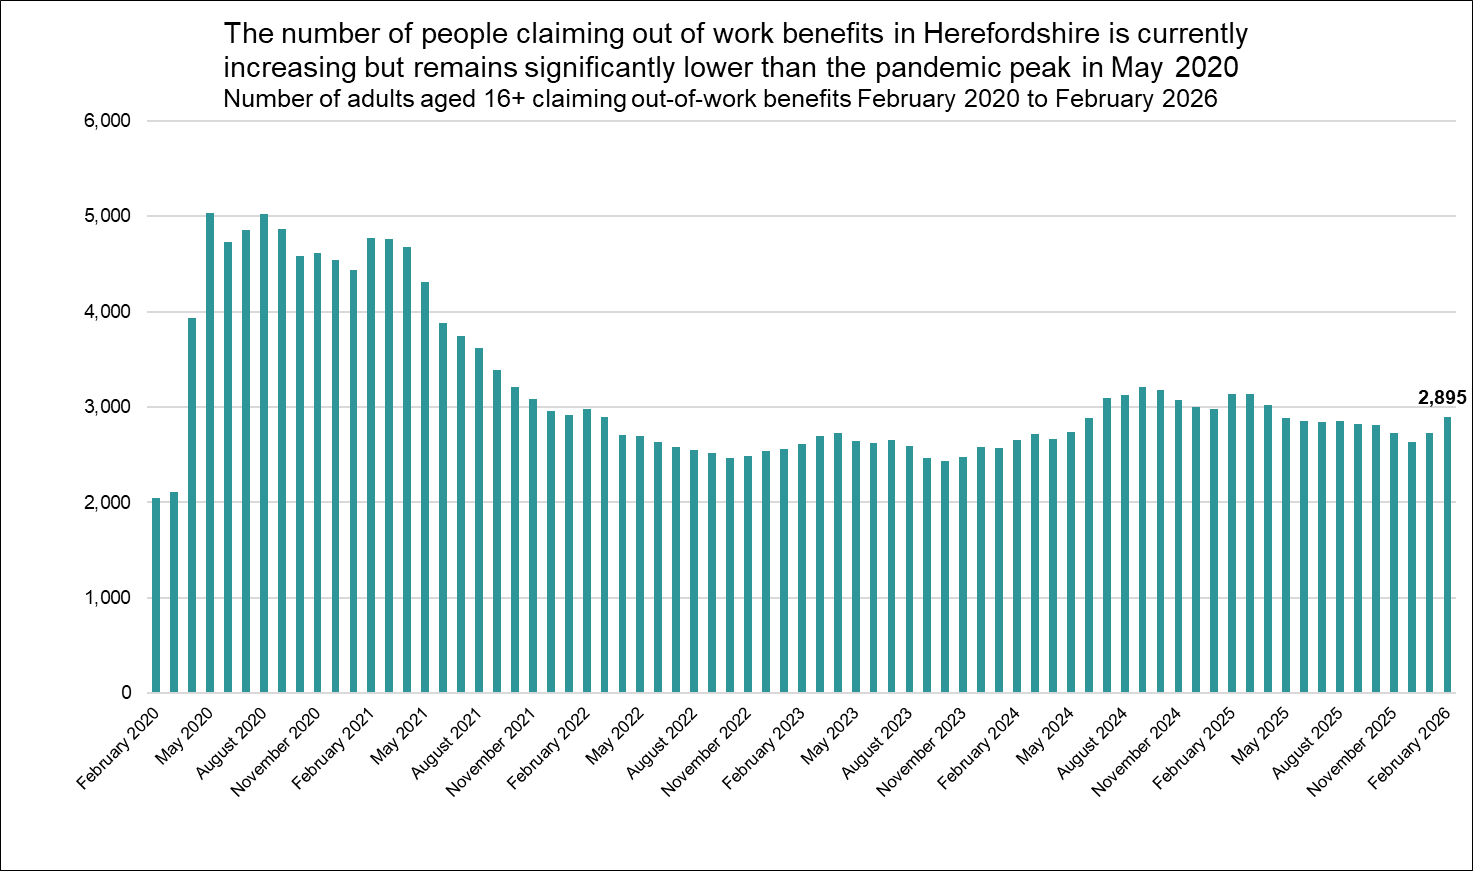 The number of people claiming out of work benefits in Herefordshire is currently
increasing but remains significantly lower than the pandemic peak in May 2020
Number of adults aged 16+ claiming out-of-work benefits February 2020 to February 2026
6,000
5,000
4,000
3,000
2,000
1,000
0
2,895
February 2020
May 2020
August 2020
November 2020
February 2021
May 2021
August 2021
November 2021
February 2022
May 2022
August 2022
November 2022
February 2023
May 2023
August 2023
November 2023
February 2024
May 2024
August 2024
November 2024
February 2025
May 2025
August 2025
November 2025
February 2026